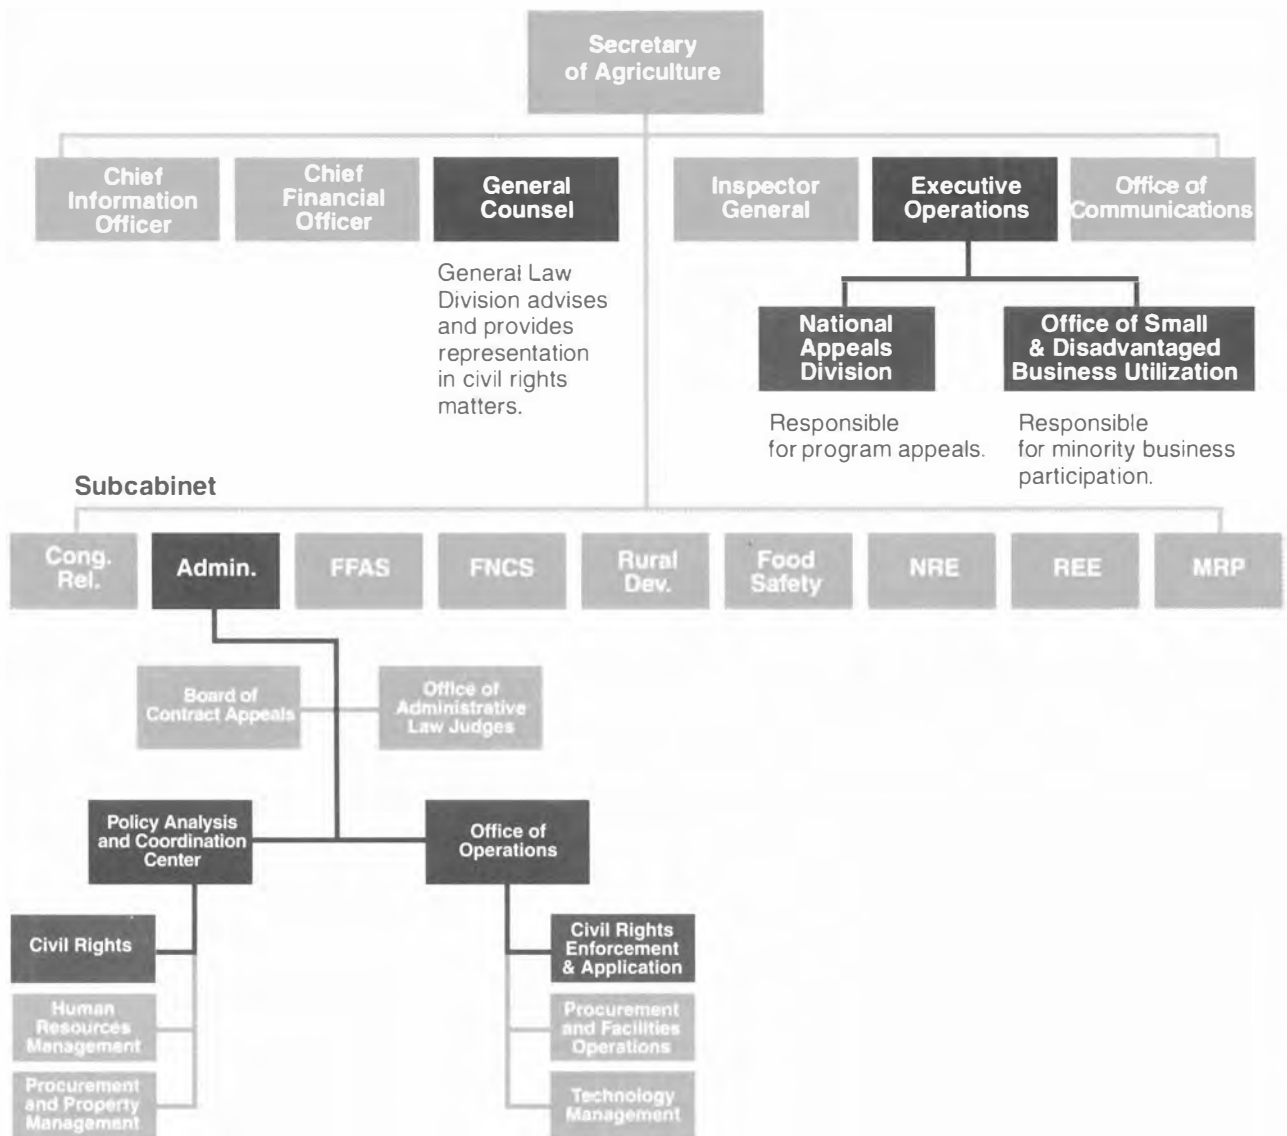 Secretary
of Agriculture
Chief
Information
Officer
Chief
Financial
Officer
General
Counsel
Inspector
General
Executive
Operations
Office of
Communications
General Law
Division advises
and provides
representation
in civil rights
matters.
National
Appeals
Division
Office of Small
& Disadvantaged
Business Utilization
Responsible
for program appeals.
Responsible
for minority business
participation.
Subcabinet
Cong.
Rel.
Admin.
FFAS
FNCS
Rural
Dev.
Food
Safety
NRE
REE
MRP
Board of
Contract Appeals
Office of
Administrative
Law Judges
Policy Analysis
and Coordination
Center
Office of
Operations
Civil Rights
Human
Resources
Management
Procurement
and Property
Management
Civil Rights
Enforcement
& Application
Procurement
and Facilities
Operations
Technology
Management